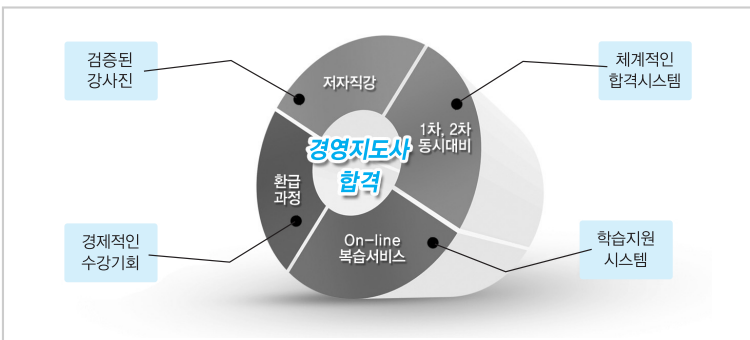 검증된
강사진
체계적인
합격시스템
저자직강
1차, 2차
동시대비
경영지도사
합격
환급
과정
On-line
복습서비스
경제적인
수강기회
학습지원
시스템